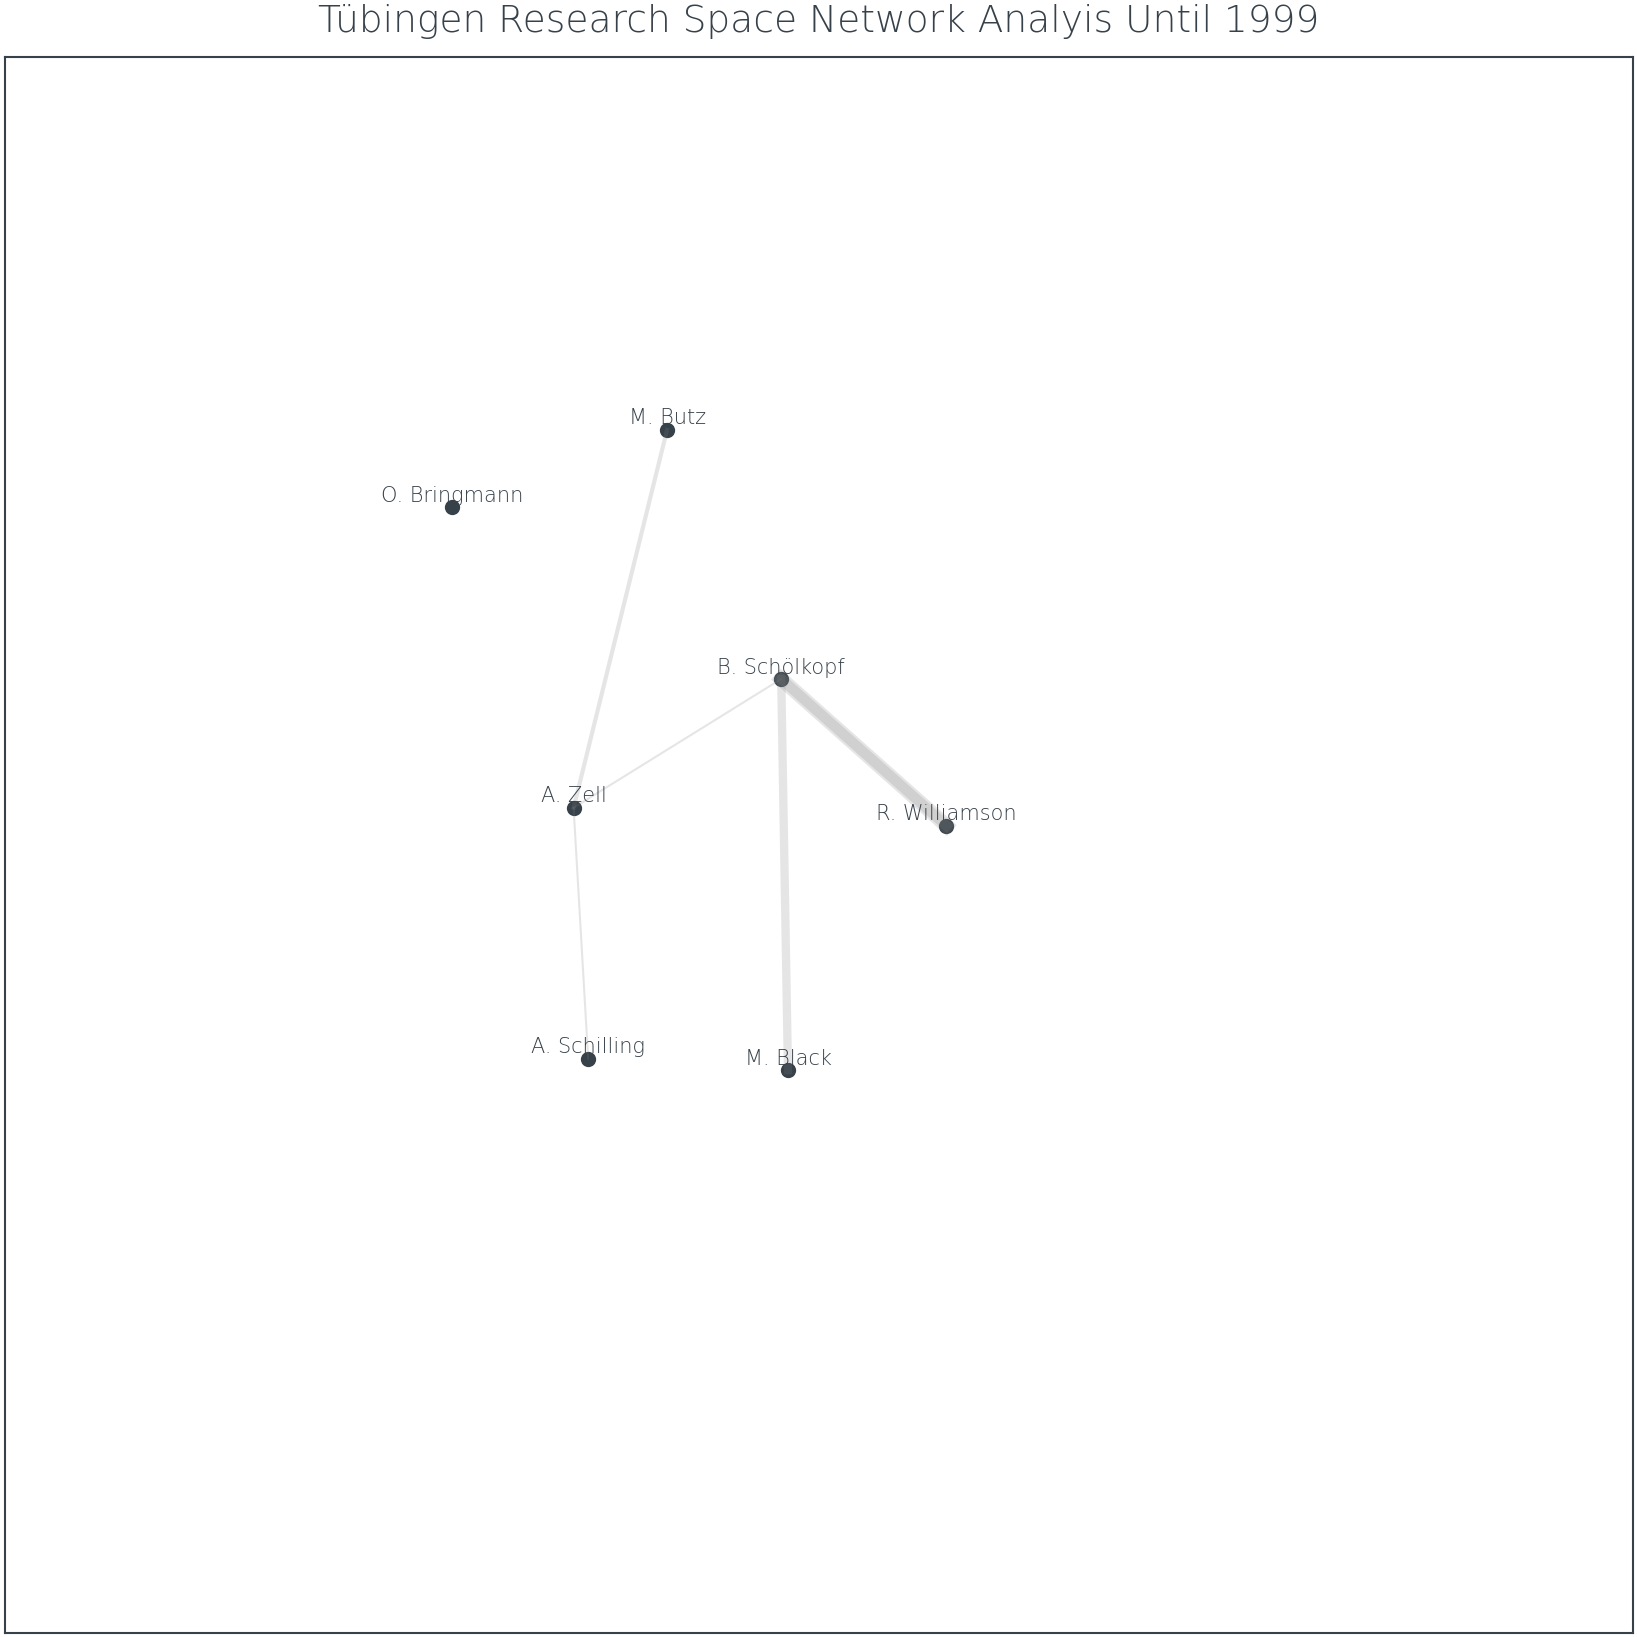 Tübingen Research Space Network Analyis Until 1999
M. Butz
O. Bringmann
B. Schölkopf
A. Zell
R. Williamson
A. Schilling
M. Black